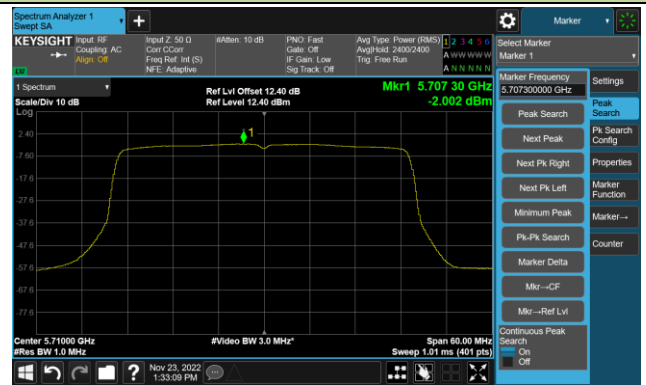 Spectrum Analyzer 1
Swept SA
Marker
KEYSIGHT
Input: RF
Coupling: AC
Align: Off
Input Z: 50 Ω
Corr CCorr
Freq Ref: Int (S)
NFE: Adaptive
#Atten: 10 dB
PNO: Fast
Gate: Off
IF Gain: Low
Sig Track: Off
Avg Type: Power (RMS)
Avg|Hold: 2400/2400
Trig: Free Run
1 2 3 4 5 6
A W W W W W
A N N N N N
Select Marker
Marker 1
1 Spectrum
Scale/Div 10 dB
Log
Ref Lvl Offset 12.40 dB
Ref Level 12.40 dBm
Mkr1 5.707 30 GHz
-2.002 dBm
1
2.40
-7.60
-17.6
-27.6
-37.6
-47.6
-57.6
-67.6
-77.6
Center 5.71000 GHz
#Res BW 1.0 MHz
#Video BW 3.0 MHz*
Span 60.00 MHz
Sweep 1.01 ms (401 pts)
Marker Frequency
5.707300000 GHz
Peak Search
Next Peak
Next Pk Right
Next Pk Left
Minimum Peak
Pk-Pk Search
Marker Delta
Mkr→CF
Mkr→Ref Lvl
Continuous Peak
Search
On
Off
Settings
Peak
Search
Pk Search
Config
Properties
Marker
Function
Marker→
Counter
Nov 23, 2022
1:33:09 PM